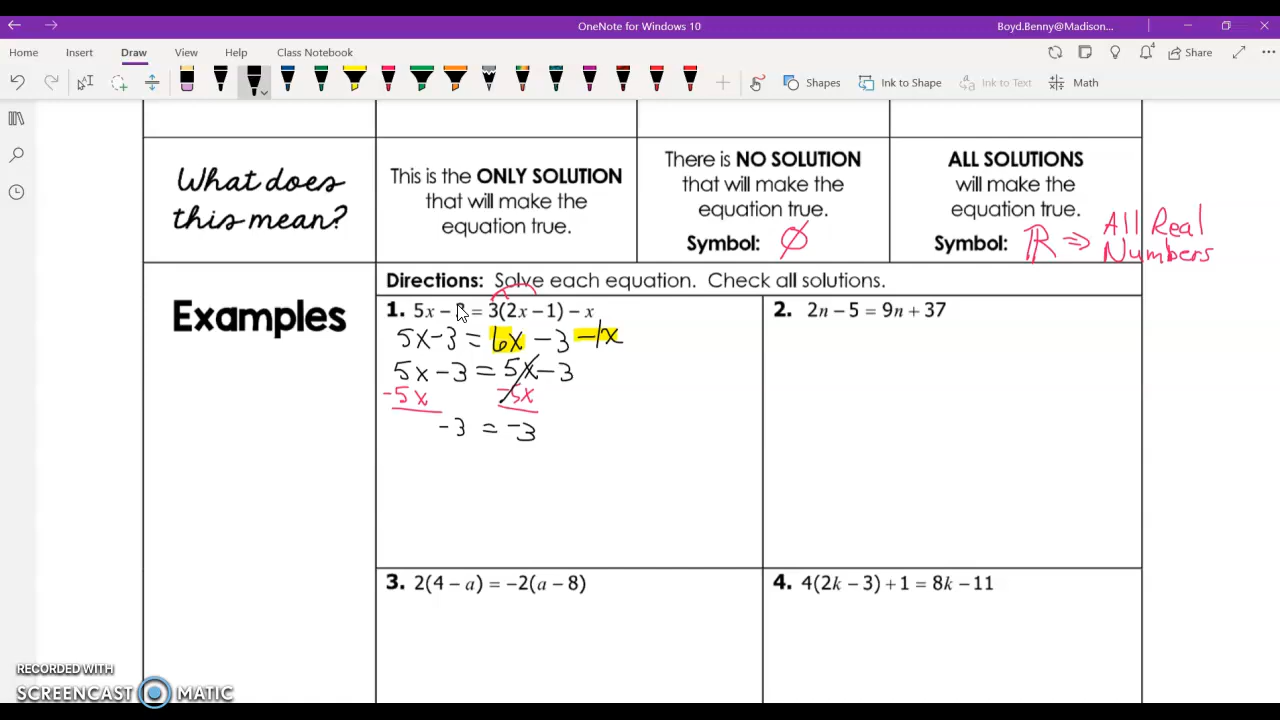 OneNote for Windows 10
Boyd.Benny@Madison...
Home Insert Draw View Help Class Notebook
Share
Shapes Ink to Shape Ink to Text Math
What does
this mean?
This is the ONLY SOLUTION
that will make the
equation true.
There is NO SOLUTION
that will make the
equation true.
Symbol: ∅
ALL SOLUTIONS
will make the
equation true.
Symbol: ℝ ⇒ All Real
Numbers
Examples
Directions: Solve each equation. Check all solutions.
1. 5x − 3 = 3(2x − 1) − x
5x − 3 = 6x − 3 − 1x
5x − 3 = 5x − 3
-5x -5x
-3 = -3
2. 2n − 5 = 9n + 37
3. 2(4 − a) = −2(a − 8)
4. 4(2k − 3) + 1 = 8k − 11
RECORDED WITH
SCREENCAST MATIC